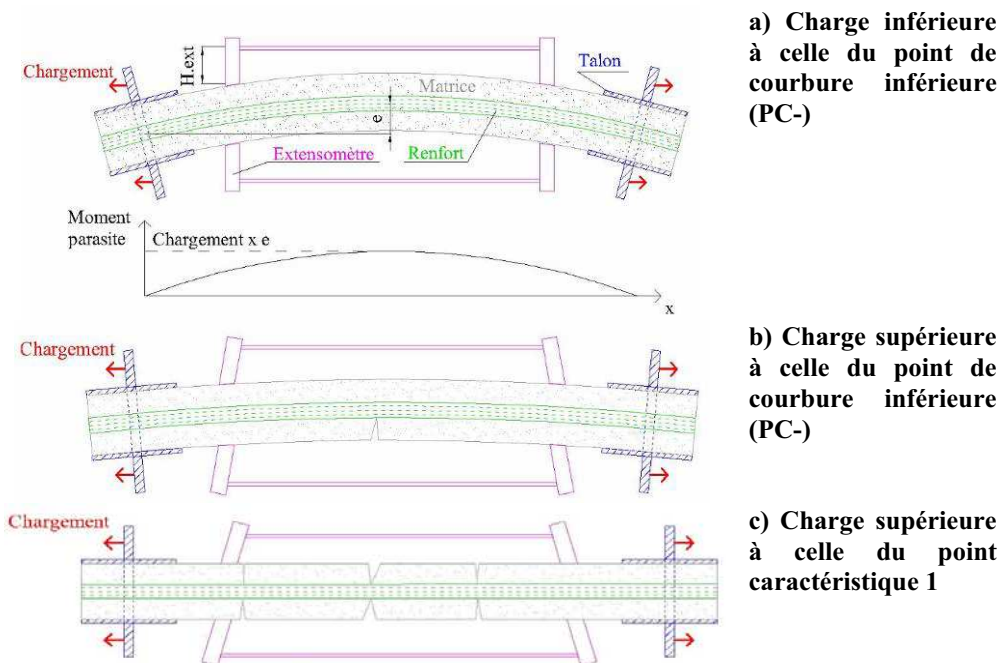 a) Charge inférieure
à celle du point de
courbure inférieure
(PC-)
Chargement
H.ext
Talon
Matrice
e
Extensomètre
Renfort
Moment
parasite
Chargement x e
x
b) Charge supérieure
à celle du point de
courbure inférieure
(PC-)
Chargement
c) Charge supérieure
à celle du point
caractéristique 1
Chargement